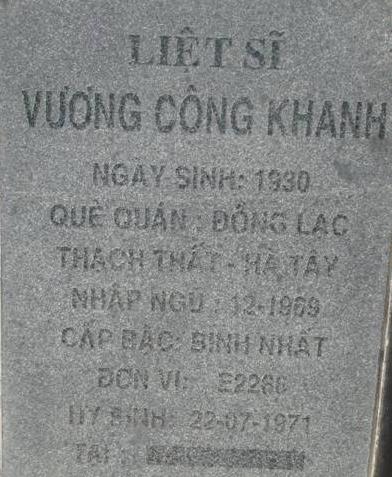 LIỆT SĨ
VƯƠNG CÔNG KHANH
NGÀY SINH: 1930
QUÊ QUÁN : ĐỒNG LẠC
THẠCH THẤT - HÀ TÂY
NHẬP NGŨ : 12-1969
CẤP BẬC: BINH NHẤT
ĐƠN VỊ: E2266
HY SINH: 22-07-1971
TẠI :